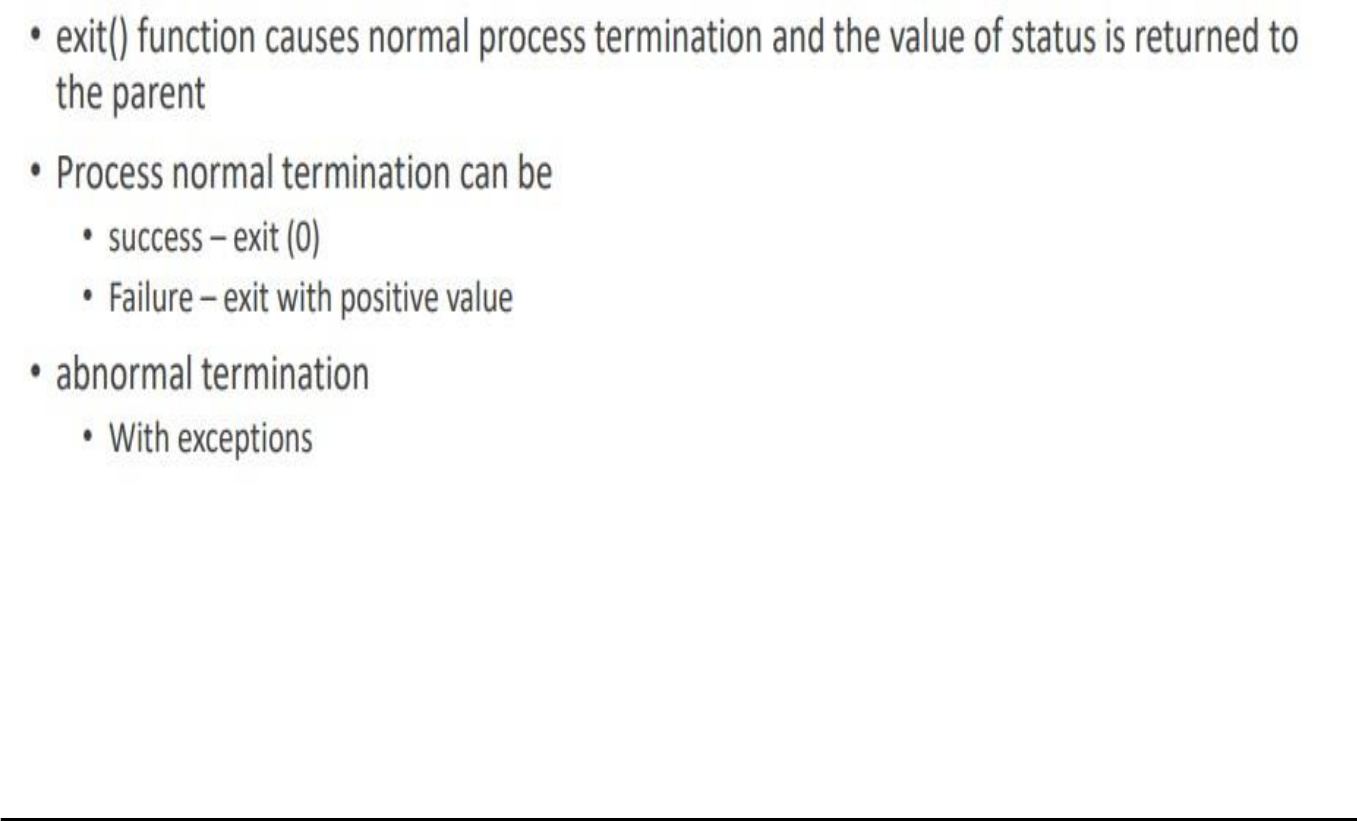 • exit() function causes normal process termination and the value of status is returned to
the parent
• Process normal termination can be
• success – exit (0)
• Failure – exit with positive value
• abnormal termination
• With exceptions